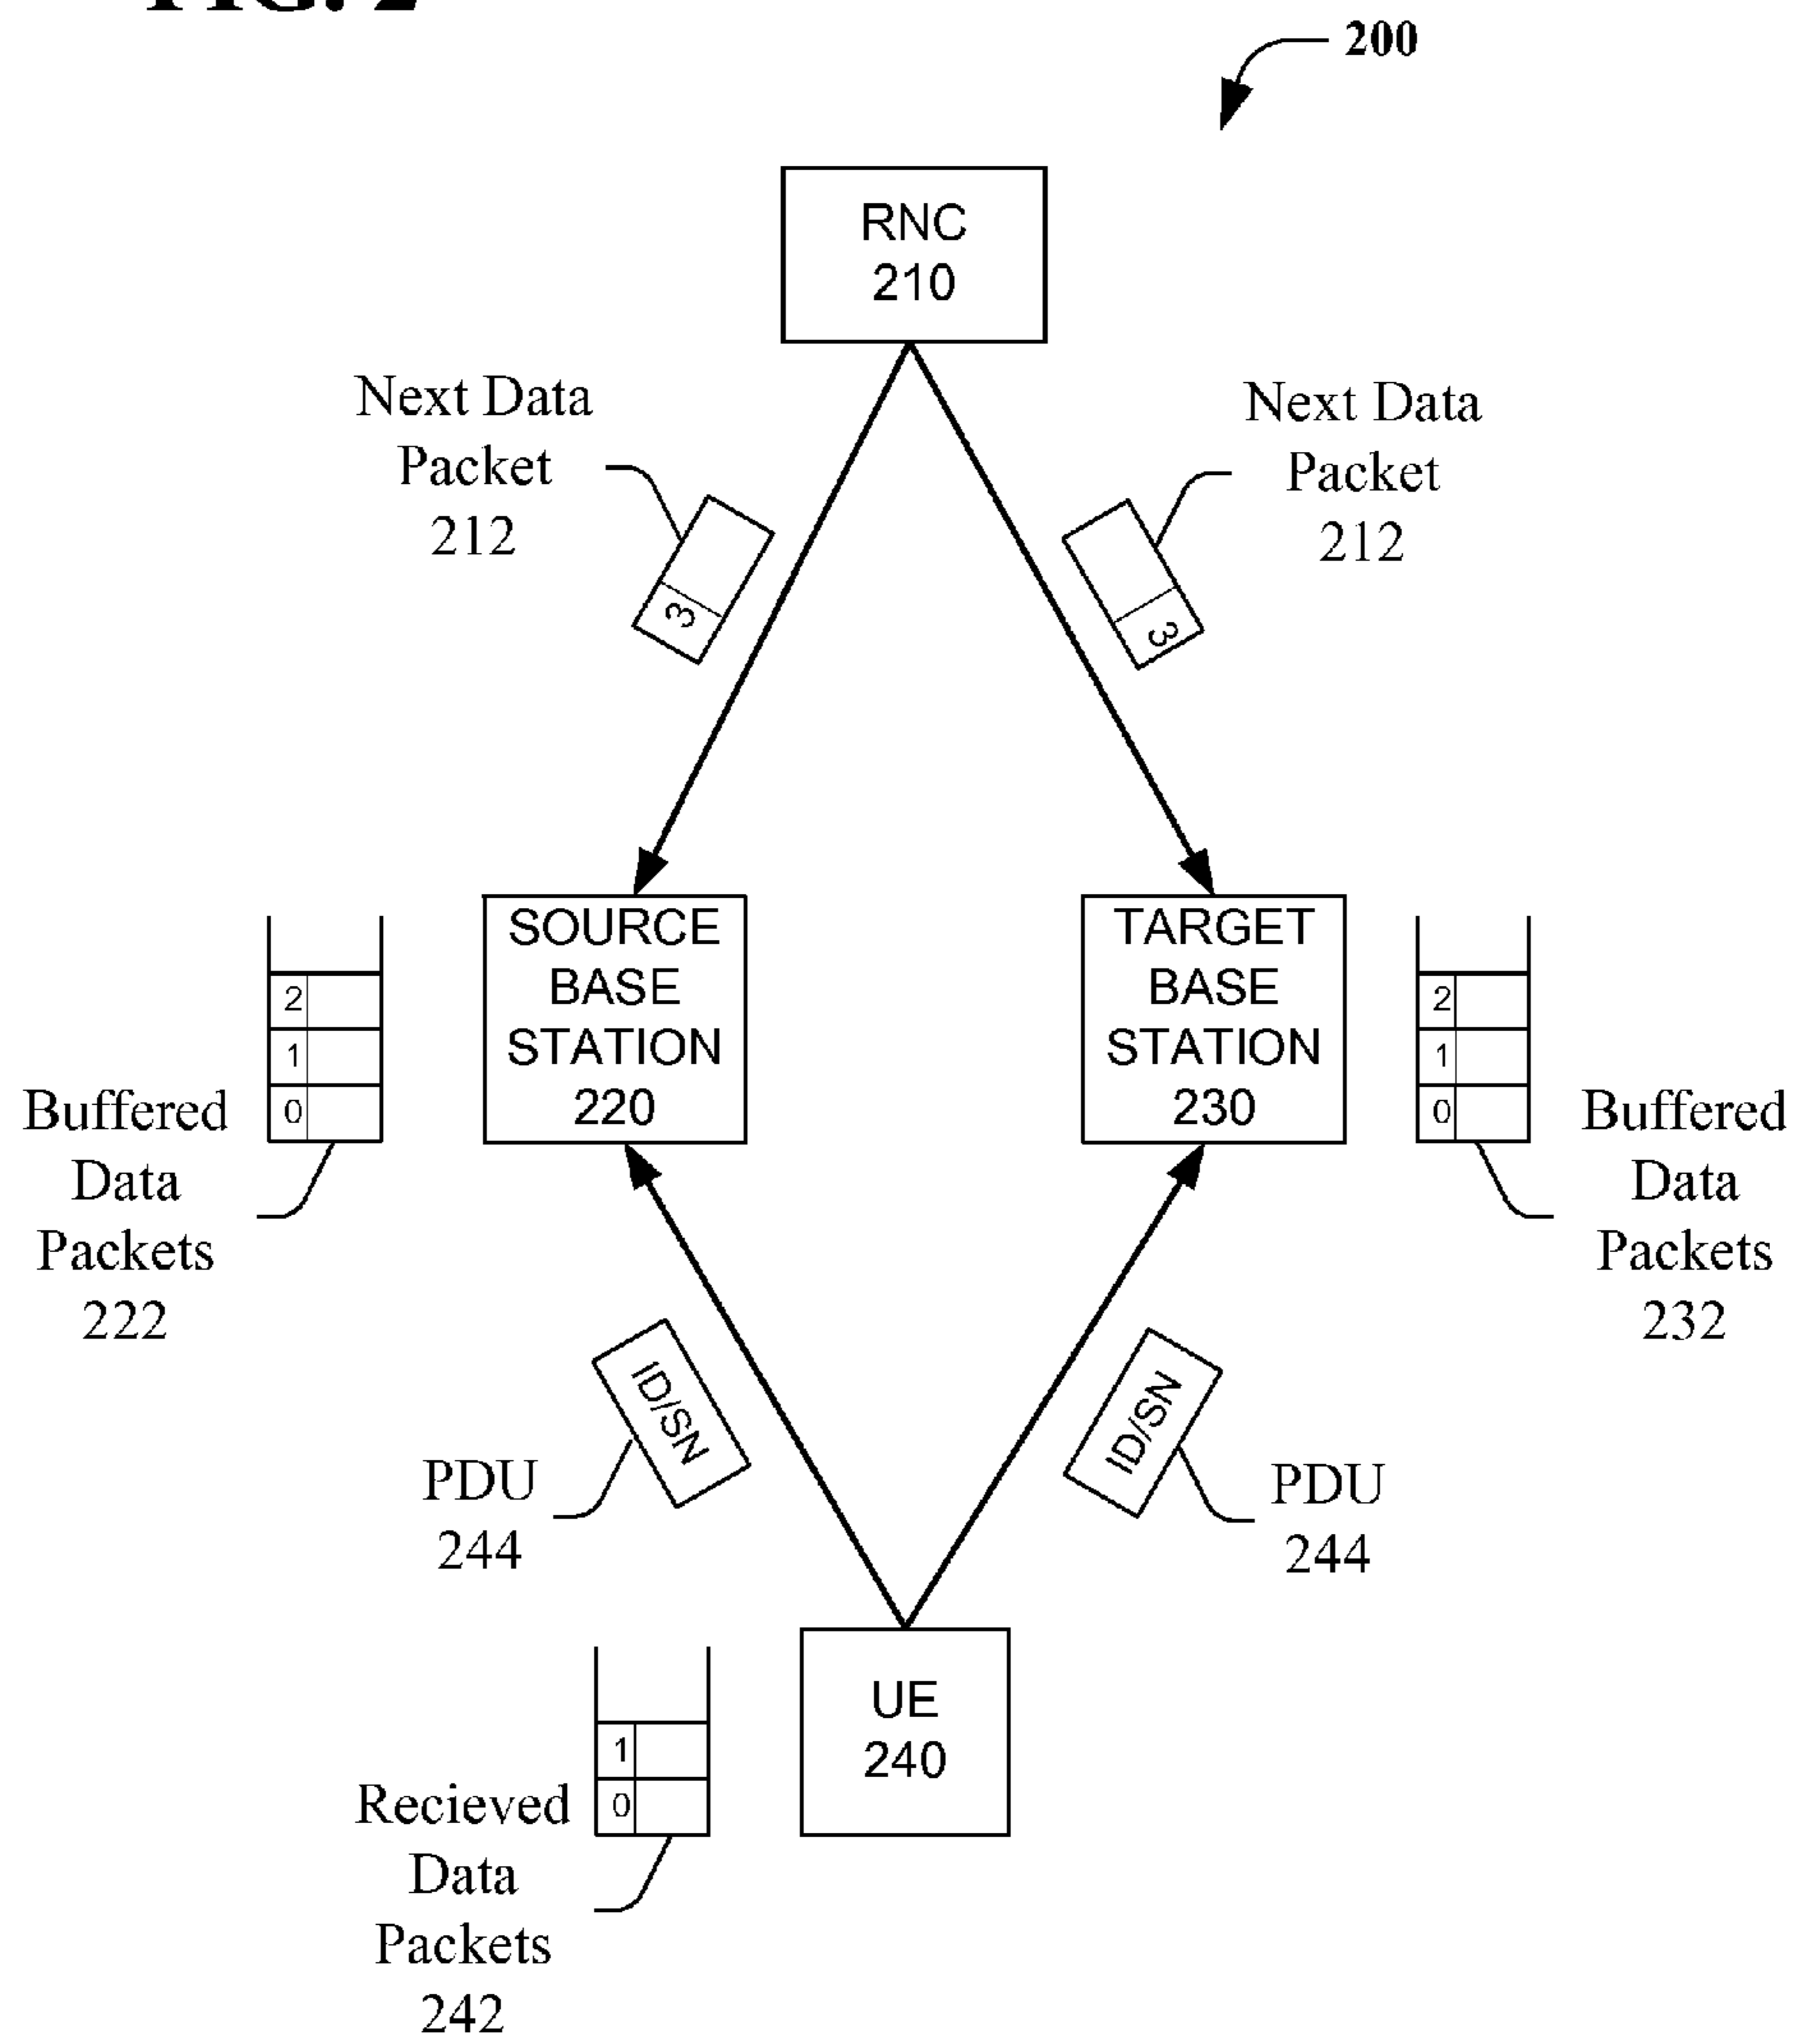 FIG. 2
200
RNC
210
Next Data
Packet
212
Next Data
Packet
212
3
3
SOURCE
BASE
STATION
220
TARGET
BASE
STATION
230
2
1
0
2
1
0
Buffered
Data
Packets
222
Buffered
Data
Packets
232
ID/SN
ID/SN
PDU
244
PDU
244
UE
240
1
0
Recieved
Data
Packets
242